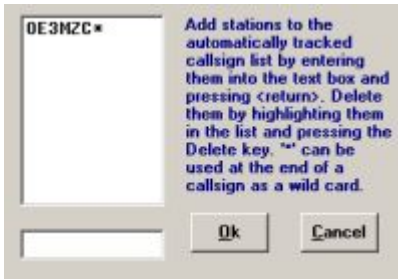 OE3MZC*
Add stations to the
automatically tracked
callsign list by entering
them into the text box and
pressing <return>. Delete
them by highlighting them
in the list and pressing the
Delete key. "*" can be
used at the end of a
callsign as a wild card.
Ok
Cancel